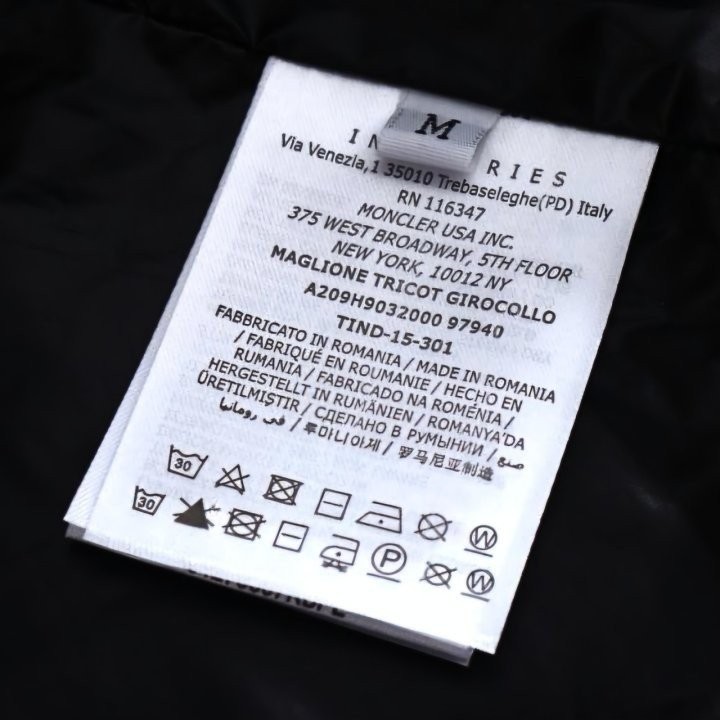 M
I N RIES
Via Venezia,1 35010 Trebaseleghe(PD) Italy
RN 116347
MONCLER USA INC.
375 WEST BROADWAY, 5TH FLOOR
NEW YORK, 10012 NY
MAGLIONE TRICOT GIROCOLLO
A209H9032000 97940
TIND-15-301
FABBRICATO IN ROMANIA / MADE IN ROMANIA
/ FABRIQUÉ EN ROUMANIE / HECHO EN
RUMANIA / FABRICADO NA ROMÉNIA /
HERGESTELLT IN RUMÄNIEN / ROMANYA'DA
ÜRETILMIŞTIR / СДЕЛАНО В РУМЫНИИ / صنع
في رومانيا / 루마니아제 / 罗马尼亚制造
30 W
30 P W